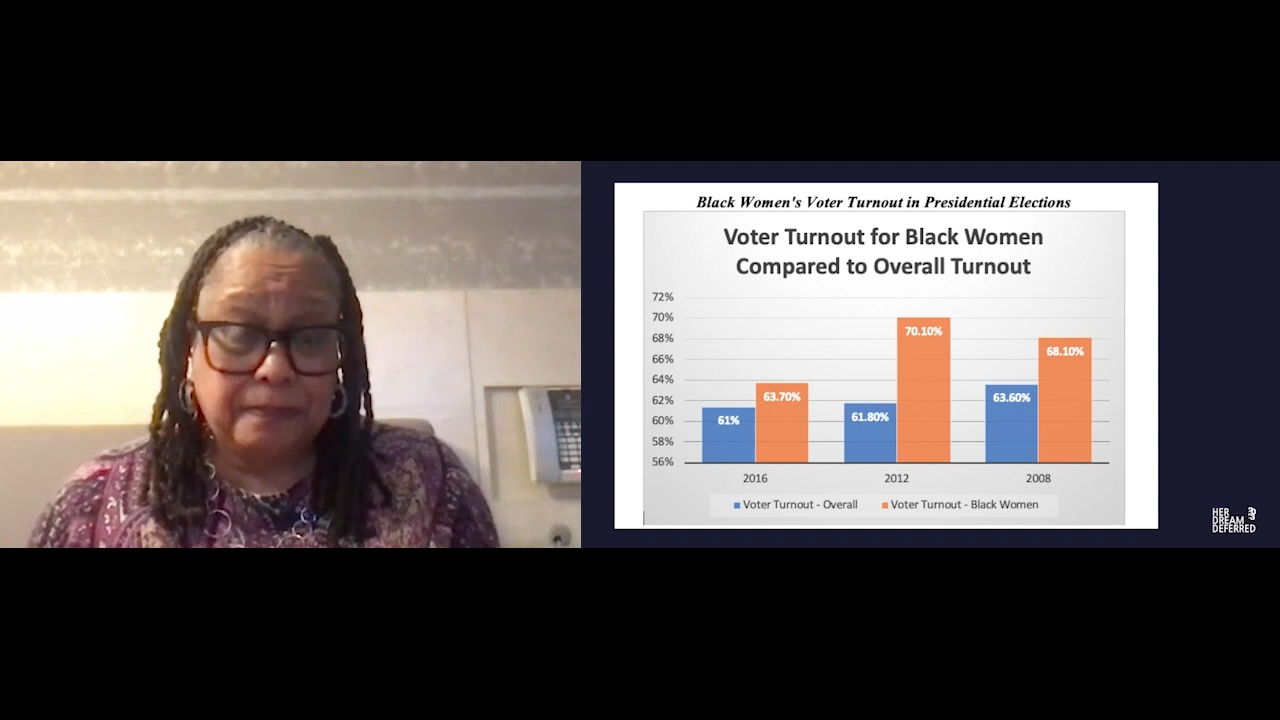 Black Women's Voter Turnout in Presidential Elections
Voter Turnout for Black Women
Compared to Overall Turnout
72%
70%
68%
66%
64%
62%
60%
58%
56%
61%
63.70%
61.80%
70.10%
63.60%
68.10%
2016
2012
2008
Voter Turnout - Overall
Voter Turnout - Black Women
HER
DREAM
DEFERRED